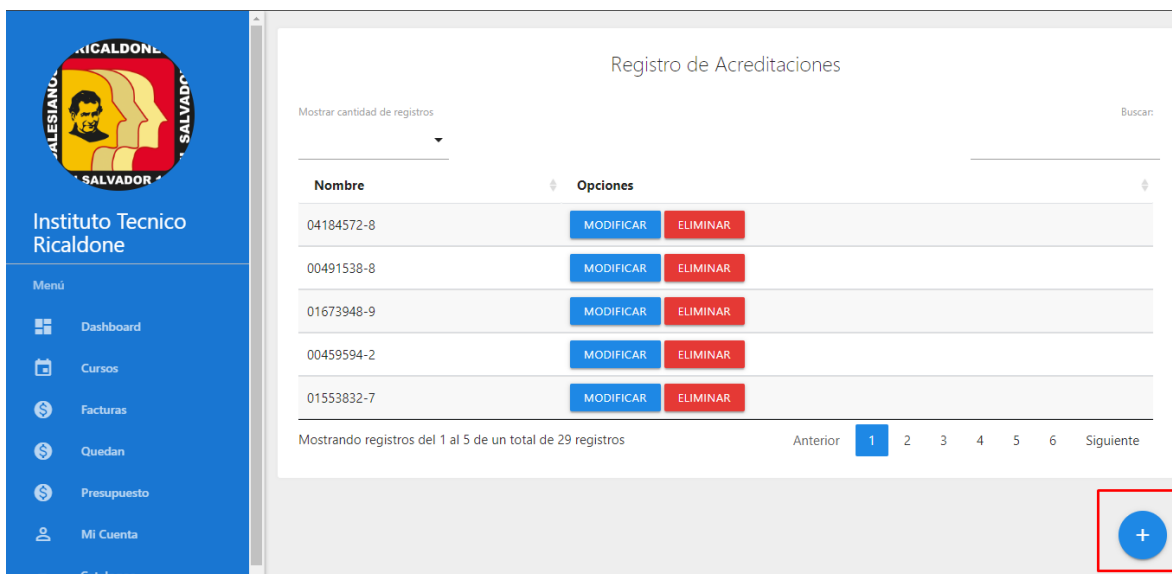 RICALDONE
SALESIANOS
SALVADOR
SALVADOR
Instituto Tecnico
Ricaldone
Menú
Dashboard
Cursos
Facturas
Quedan
Presupuesto
Mi Cuenta
Registro de Acreditaciones
Mostrar cantidad de registros
Buscar:
Nombre Opciones
04184572-8 MODIFICAR ELIMINAR
00491538-8 MODIFICAR ELIMINAR
01673948-9 MODIFICAR ELIMINAR
00459594-2 MODIFICAR ELIMINAR
01553832-7 MODIFICAR ELIMINAR
Mostrando registros del 1 al 5 de un total de 29 registros Anterior 1 2 3 4 5 6 Siguiente
+